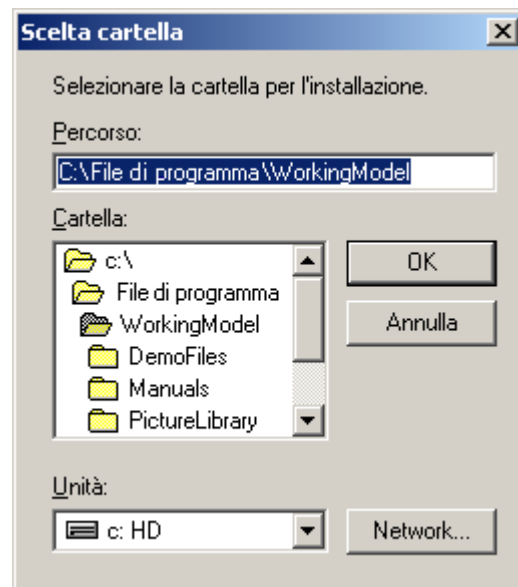 Scelta cartella
Selezionare la cartella per l'installazione.
Percorso:
C:\File di programma\WorkingModel
Cartella:
c:\
File di programma
WorkingModel
DemoFiles
Manuals
PictureLibrary
OK
Annulla
Unità:
c: HD
Network...